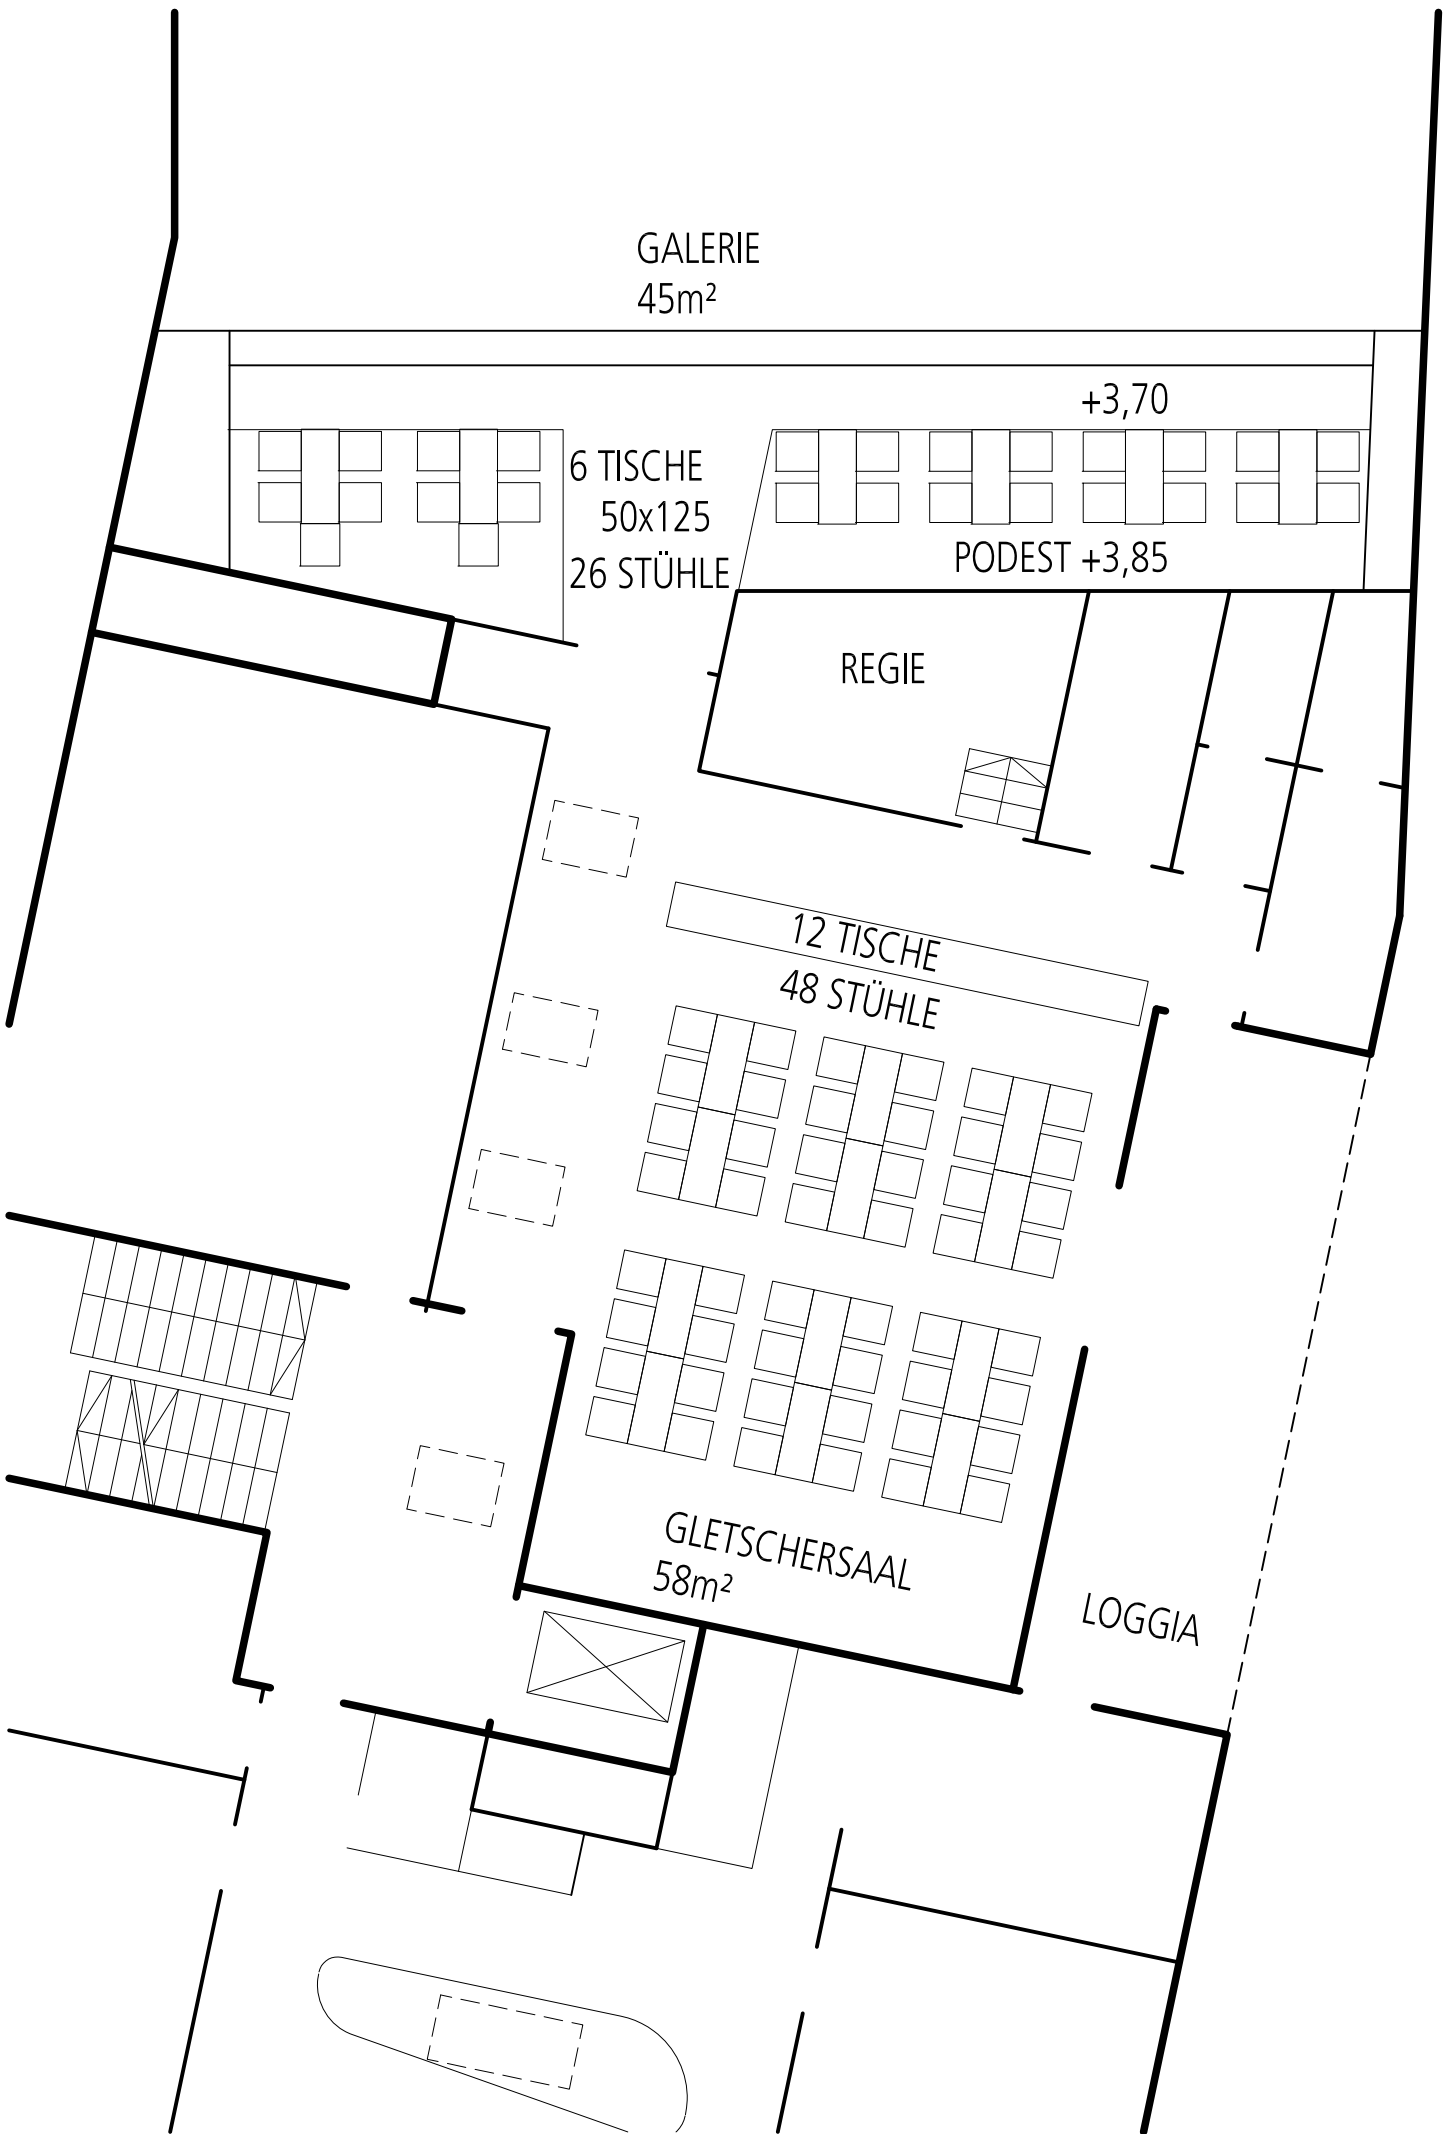 GALERIE
45m²
+3,70
6 TISCHE
50x125
26 STÜHLE
PODEST +3,85
REGIE
12 TISCHE
48 STÜHLE
GLETSCHERSAAL
58m²
LOGGIA